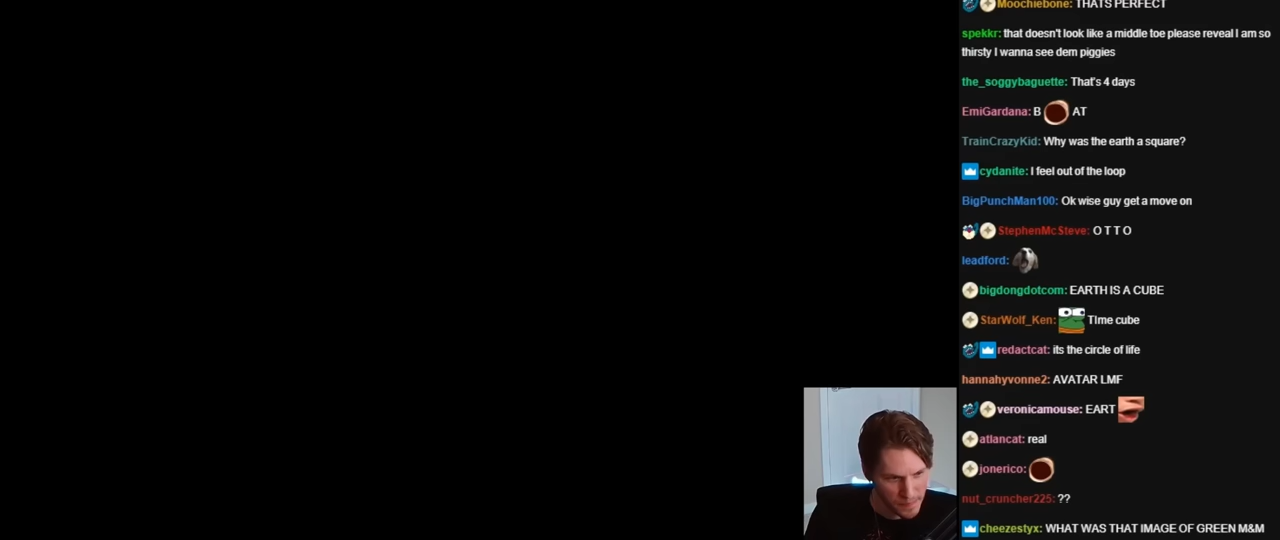 Moochiebone: THATS PERFECT
spekkr: that doesn't look like a middle toe please reveal I am so
thirsty I wanna see dem piggies
the_soggybaguette: That's 4 days
EmiGardana: B AT
TrainCrazyKid: Why was the earth a square?
cydanite: I feel out of the loop
BigPunchMan100: Ok wise guy get a move on
StephenMcSteve: O T T O
leadford:
bigdongdotcom: EARTH IS A CUBE
StarWolf_Ken: TIme cube
redactcat: its the circle of life
hannahyvonne2: AVATAR LMF
veronicamouse: EART
atlancat: real
jonerico:
nut_cruncher225: ??
cheezestyx: WHAT WAS THAT IMAGE OF GREEN M&M